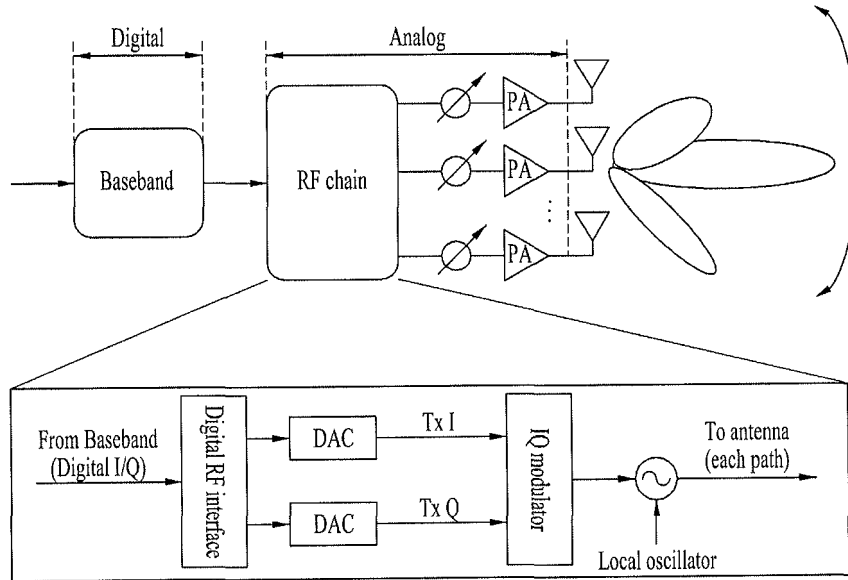 Digital
Analog
Baseband
RF chain
PA
PA
PA
From Baseband
(Digital I/Q)
Digital RF interface
DAC
Tx I
DAC
Tx Q
IQ modulator
To antenna
(each path)
Local oscillator